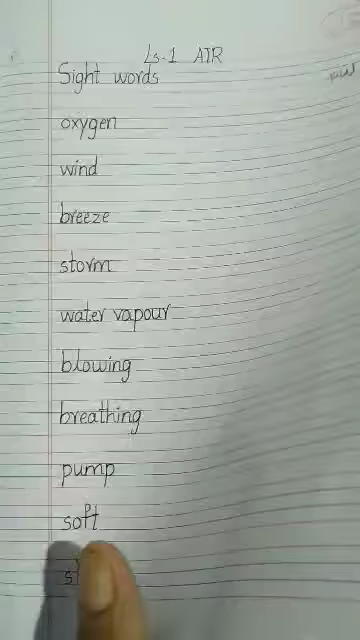 Ls-1 AIR
Sight words
oxygen
wind
breeze
storm
water vapour
blowing
breathing
pump
soft